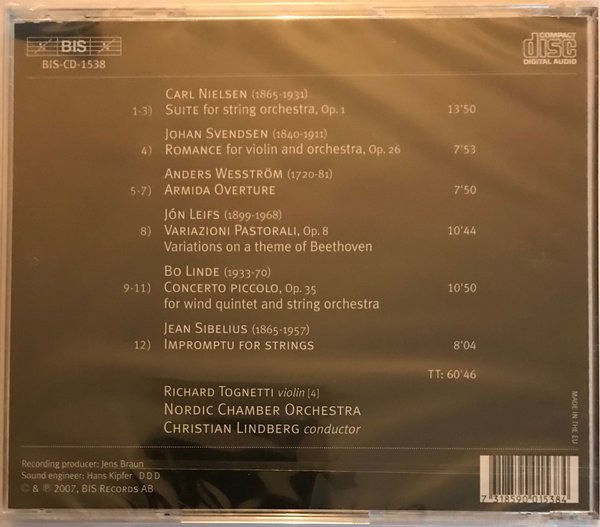 BIS
BIS-CD-1538
COMPACT
disc
DIGITAL AUDIO
CARL NIELSEN (1865-1931)
1-3) SUITE for string orchestra, Op. 1 13'50
JOHAN SVENDSEN (1840-1911)
4) ROMANCE for violin and orchestra, Op. 26 7'53
ANDERS WESSTRÖM (1720-81)
5-7) ARMIDA OVERTURE 7'50
JÓN LEIFS (1899-1968)
8) VARIAZIONI PASTORALI, Op. 8 10'44
Variations on a theme of Beethoven
BO LINDE (1933-70)
9-11) CONCERTO PICCOLO, Op. 35 10'50
for wind quintet and string orchestra
JEAN SIBELIUS (1865-1957)
12) IMPROMPTU FOR STRINGS 8'04
TT: 60'46
RICHARD TOGNETTI violin [4]
NORDIC CHAMBER ORCHESTRA
CHRISTIAN LINDBERG conductor
MADE IN THE EU
Recording producer: Jens Braun
Sound engineer: Hans Kipfer D D D
© & ℗ 2007, BIS RECORDS AB
7 318590 015384